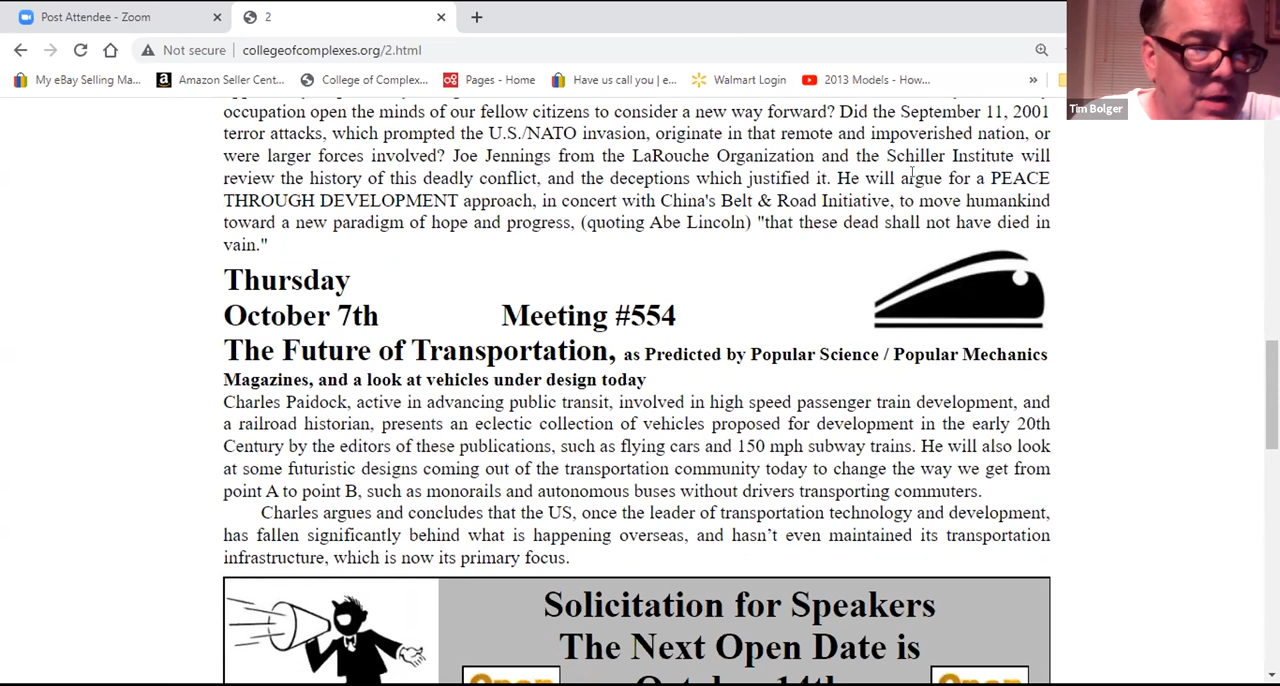 Post Attendee - Zoom
2
Not secure
collegeofcomplexes.org/2.html
My eBay Selling Ma...
Amazon Seller Cent...
College of Complex...
Pages - Home
Have us call you | e...
Walmart Login
2013 Models - How...
»
Tim Bolger
occupation open the minds of our fellow citizens to consider a new way forward? Did the September 11, 2001
terror attacks, which prompted the U.S./NATO invasion, originate in that remote and impoverished nation, or
were larger forces involved? Joe Jennings from the LaRouche Organization and the Schiller Institute will
review the history of this deadly conflict, and the deceptions which justified it. He will argue for a PEACE
THROUGH DEVELOPMENT approach, in concert with China's Belt & Road Initiative, to move humankind
toward a new paradigm of hope and progress, (quoting Abe Lincoln) "that these dead shall not have died in
vain."
Thursday
October 7th Meeting #554
The Future of Transportation, as Predicted by Popular Science / Popular Mechanics
Magazines, and a look at vehicles under design today
Charles Paidock, active in advancing public transit, involved in high speed passenger train development, and
a railroad historian, presents an eclectic collection of vehicles proposed for development in the early 20th
Century by the editors of these publications, such as flying cars and 150 mph subway trains. He will also look
at some futuristic designs coming out of the transportation community today to change the way we get from
point A to point B, such as monorails and autonomous buses without drivers transporting commuters.
Charles argues and concludes that the US, once the leader of transportation technology and development,
has fallen significantly behind what is happening overseas, and hasn't even maintained its transportation
infrastructure, which is now its primary focus.
Solicitation for Speakers
The Next Open Date is
October 14th
Open
Open